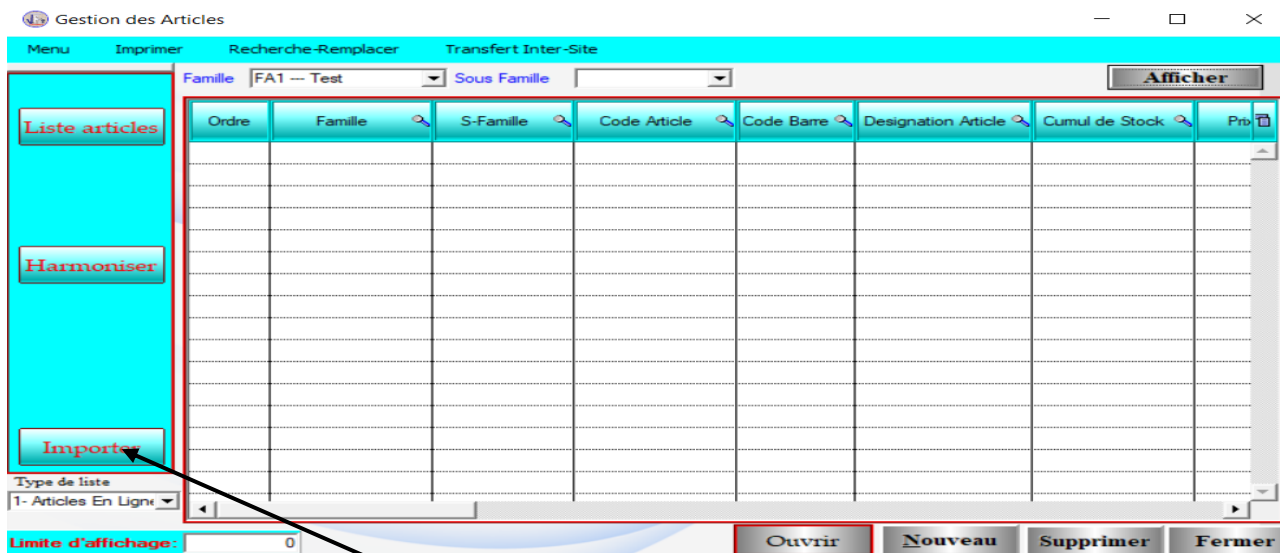 Gestion des Articles
Menu Imprimer Recherche-Remplacer Transfert Inter-Site
Famille FA1 --- Test Sous Famille Afficher
Liste articles
Ordre Famille S-Famille Code Article Code Barre Designation Article Cumul de Stock Prix
Harmoniser
Importer
Type de liste
1- Articles En Ligne
Limite d'affichage: 0
Ouvrir Nouveau Supprimer Fermer